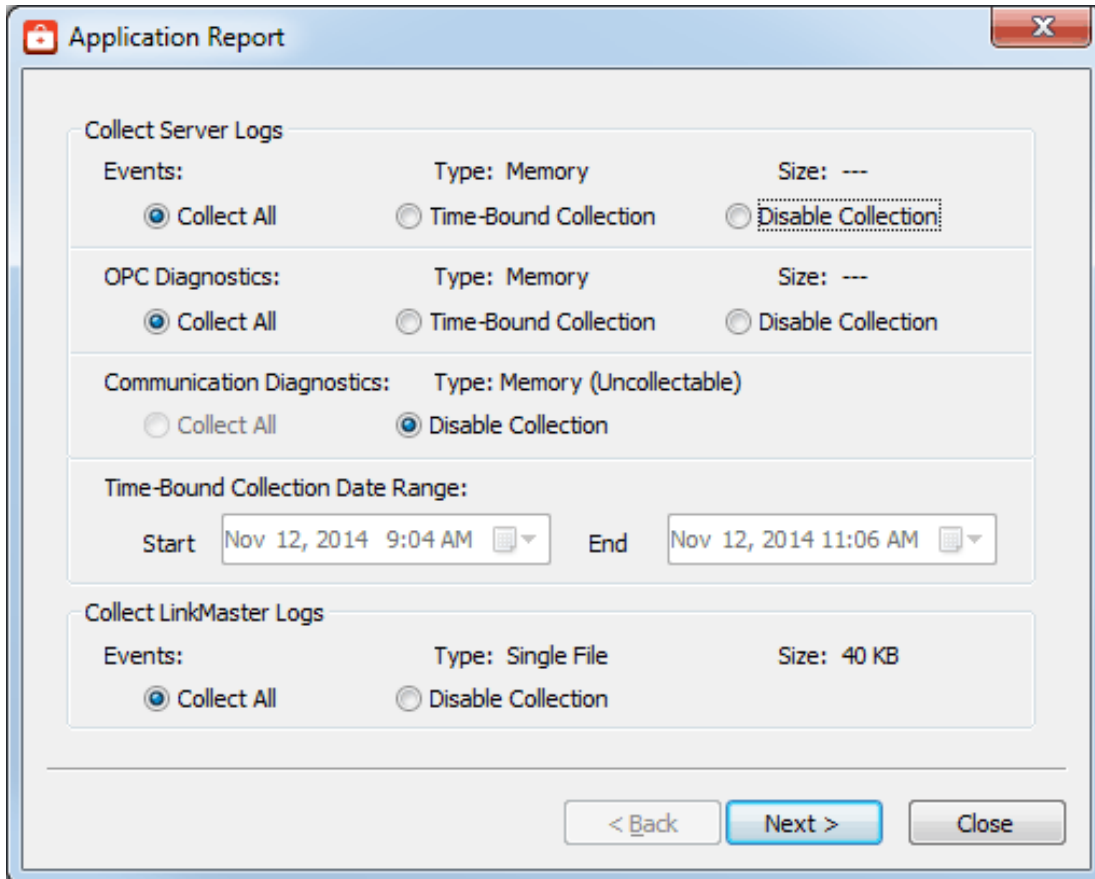 Application Report
Collect Server Logs
Events: Type: Memory Size: ---
Collect All Time-Bound Collection Disable Collection
OPC Diagnostics: Type: Memory Size: ---
Collect All Time-Bound Collection Disable Collection
Communication Diagnostics: Type: Memory (Uncollectable)
Collect All Disable Collection
Time-Bound Collection Date Range:
Start Nov 12, 2014 9:04 AM End Nov 12, 2014 11:06 AM
Collect LinkMaster Logs
Events: Type: Single File Size: 40 KB
Collect All Disable Collection
< Back Next > Close